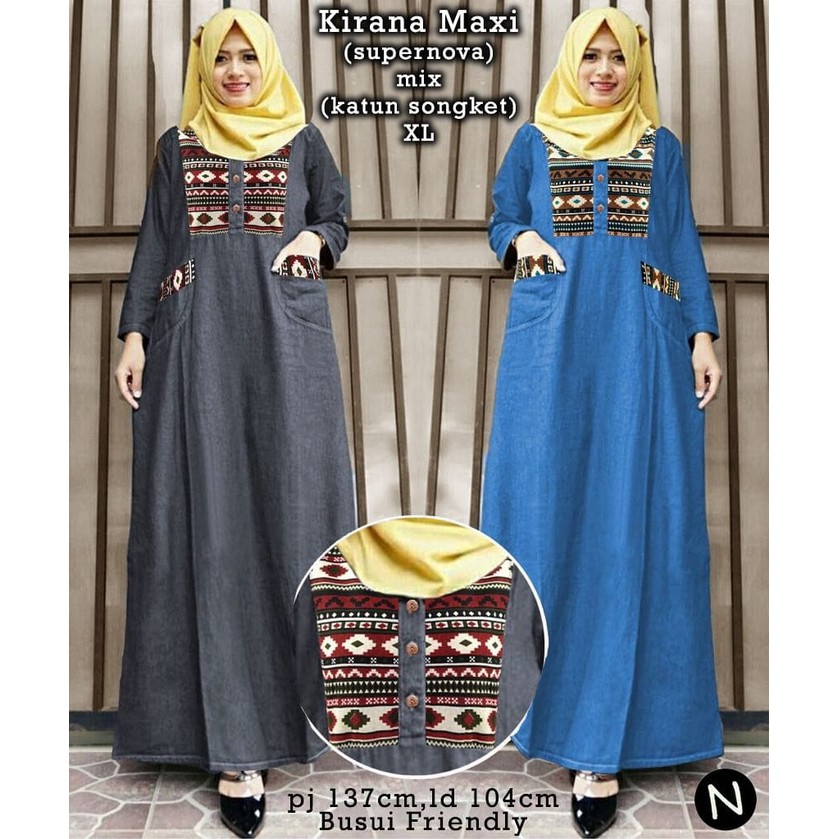 Kirana Maxi
(supernova)
mix
(katun songket)
XL
pj 137cm,ld 104cm
Busui Friendly
N